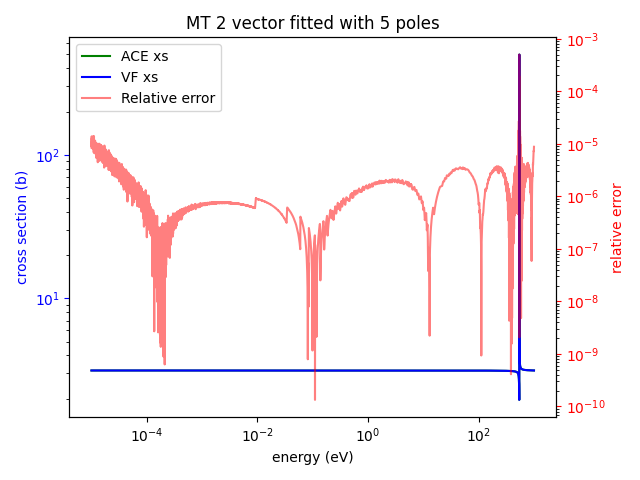 MT 2 vector fitted with 5 poles
ACE xs
VF xs
Relative error
cross section (b)
10^2
10^1
10^-3
10^-4
10^-5
10^-6
10^-7
10^-8
10^-9
10^-10
relative error
10^-4 10^-2 10^0 10^2
energy (eV)